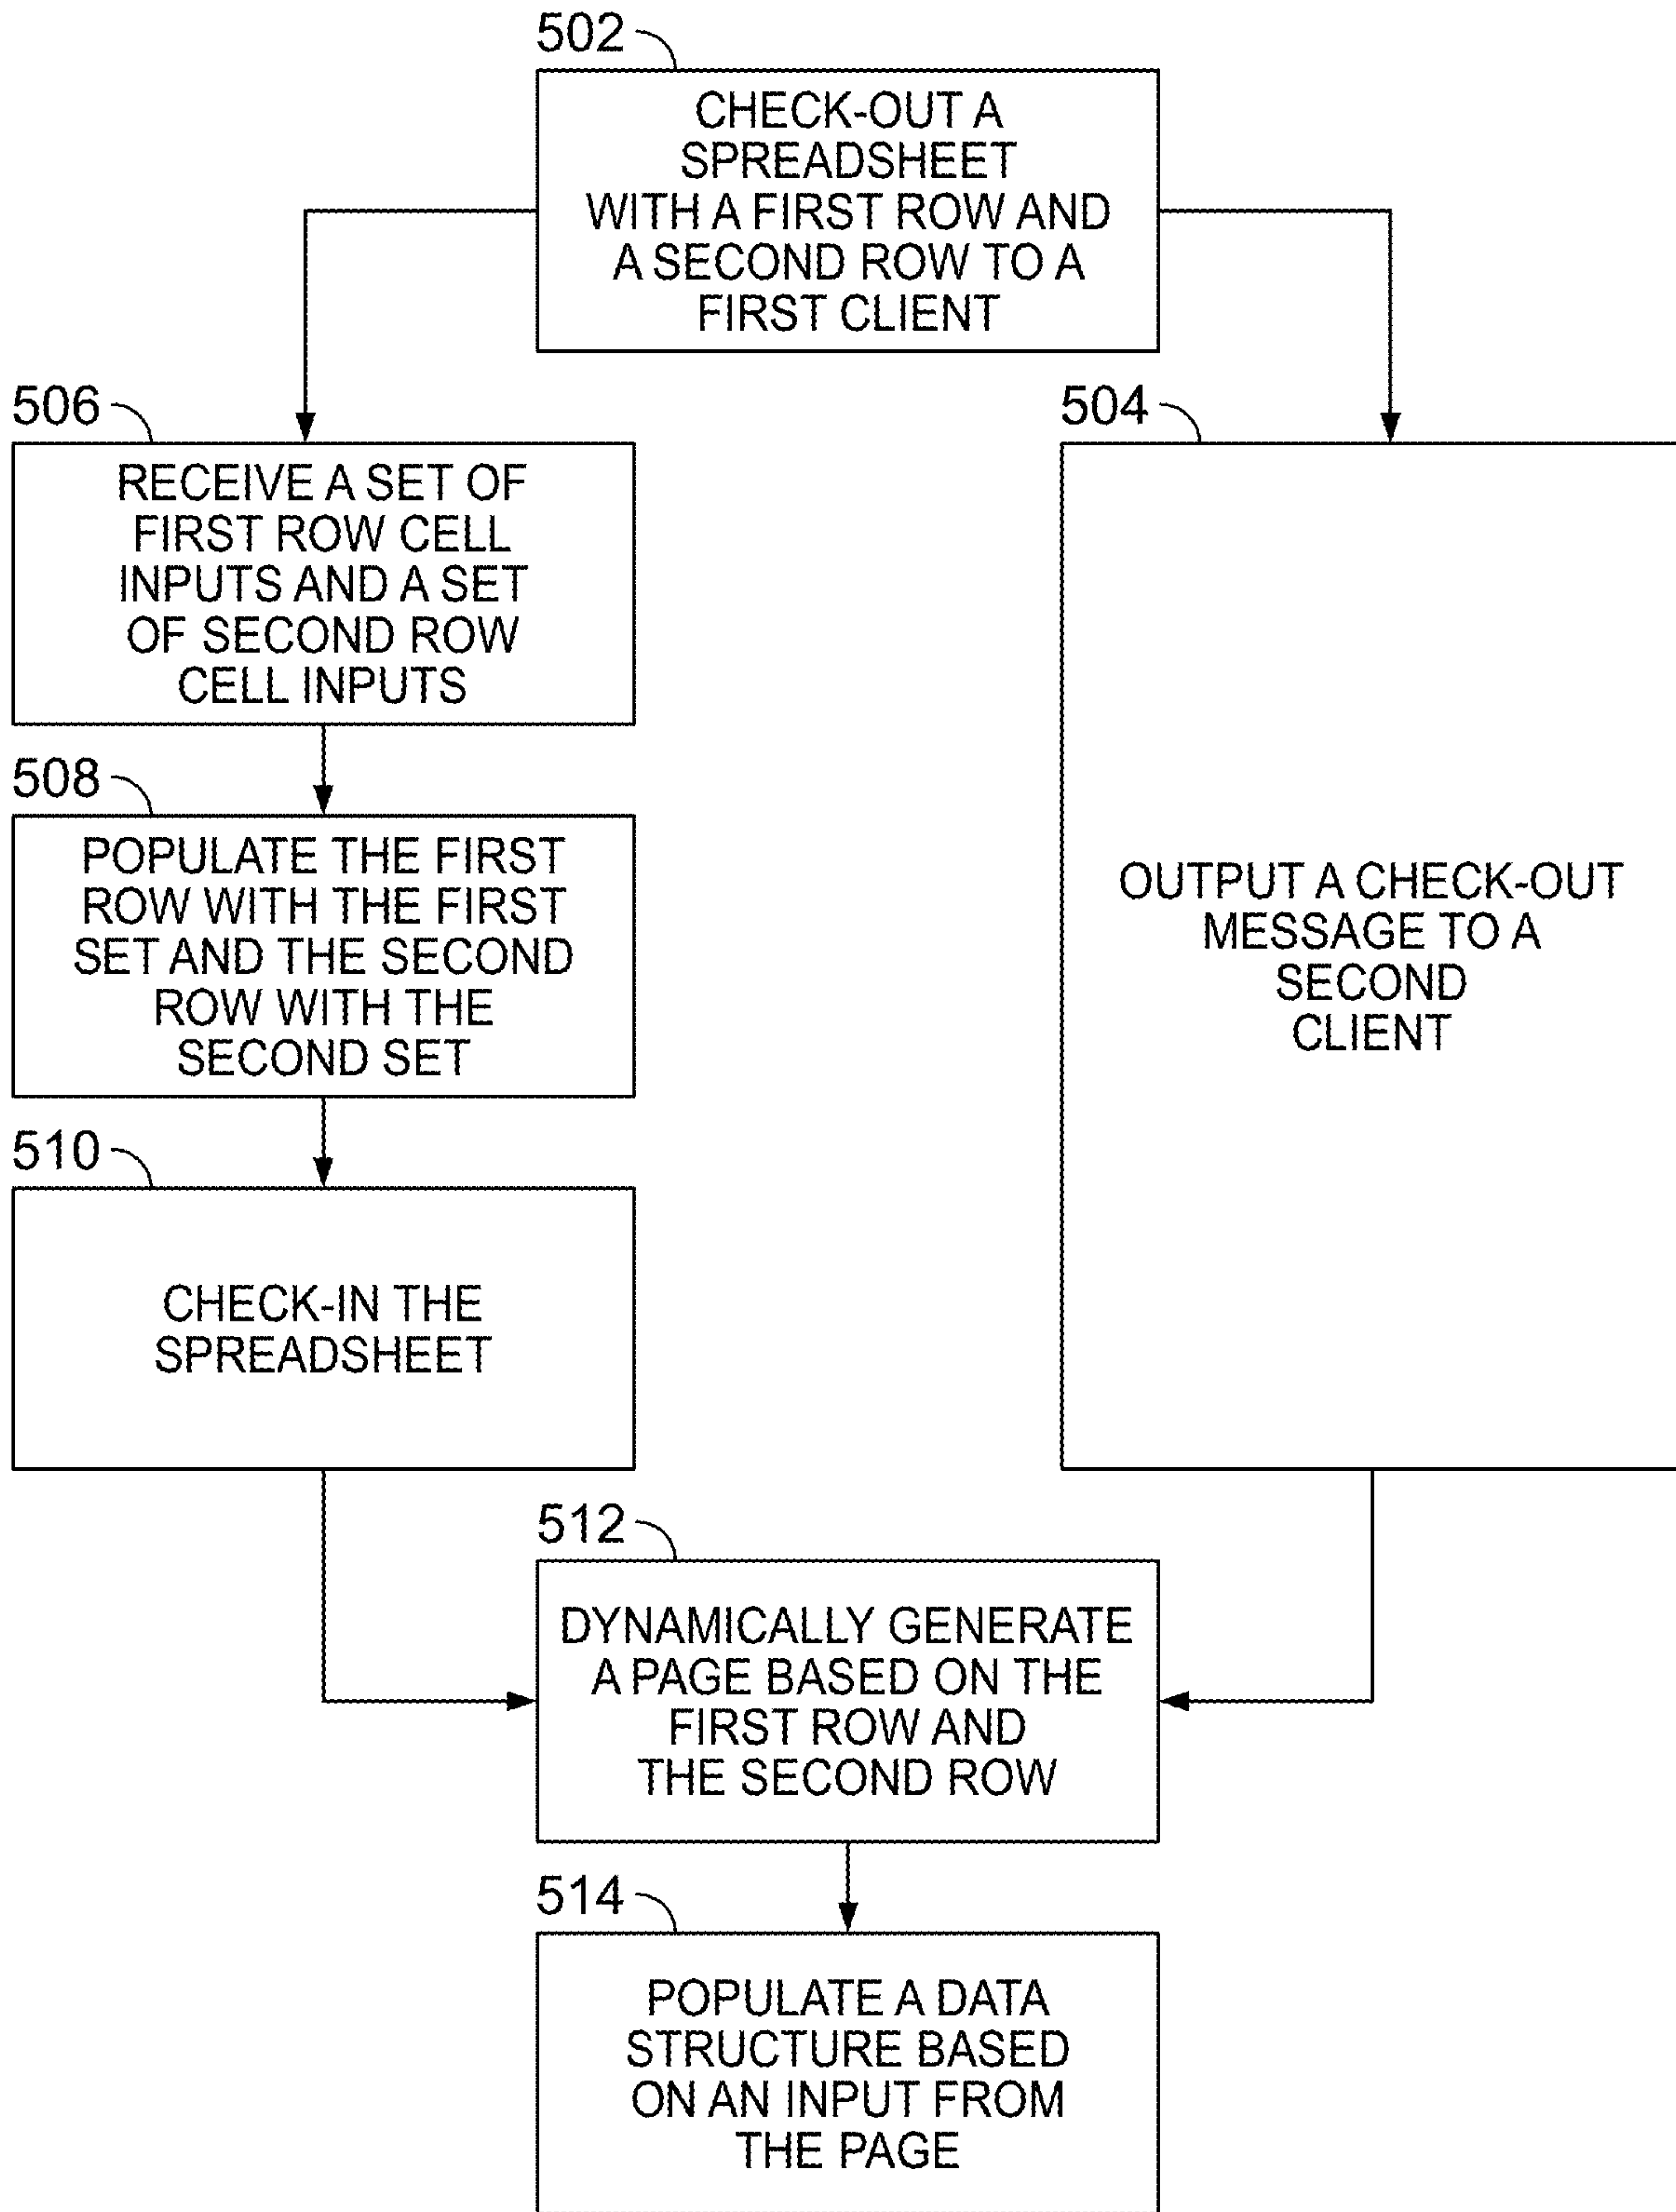 502
CHECK-OUT A
SPREADSHEET
WITH A FIRST ROW AND
A SECOND ROW TO A
FIRST CLIENT
506
RECEIVE A SET OF
FIRST ROW CELL
INPUTS AND A SET
OF SECOND ROW
CELL INPUTS
504
OUTPUT A CHECK-OUT
MESSAGE TO A
SECOND
CLIENT
508
POPULATE THE FIRST
ROW WITH THE FIRST
SET AND THE SECOND
ROW WITH THE
SECOND SET
510
CHECK-IN THE
SPREADSHEET
512
DYNAMICALLY GENERATE
A PAGE BASED ON THE
FIRST ROW AND
THE SECOND ROW
514
POPULATE A DATA
STRUCTURE BASED
ON AN INPUT FROM
THE PAGE